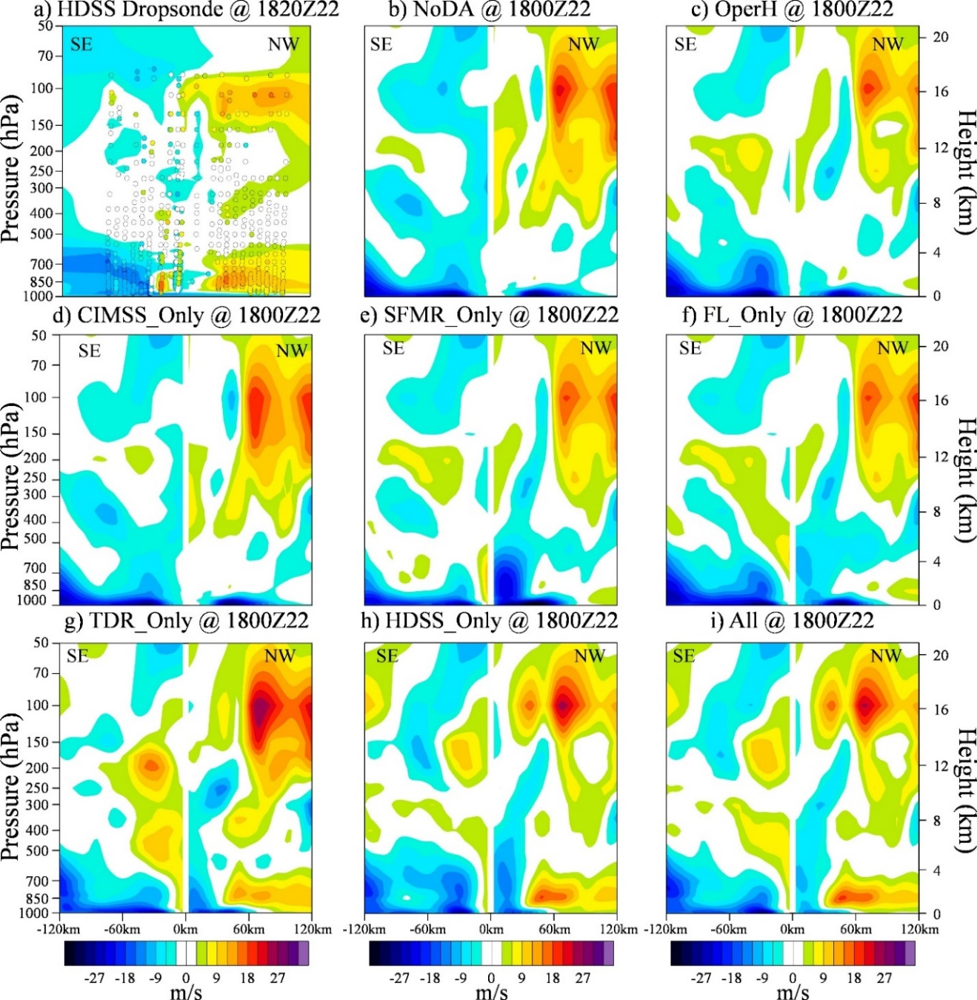 a) HDSS Dropsonde @ 1820Z22 b) NoDA @ 1800Z22 c) OperH @ 1800Z22
50 SE NW SE NW SE NW 20
70
100 16
150
200 12
250
300 8
400
500 4
700
850
1000 0
Pressure (hPa) Height (km)
d) CIMSS_Only @ 1800Z22 e) SFMR_Only @ 1800Z22 f) FL_Only @ 1800Z22
50 SE NW SE NW SE NW 20
70
100 16
150
200 12
250
300
400 8
500
700 4
850
1000 0
Pressure (hPa) Height (km)
g) TDR_Only @ 1800Z22 h) HDSS_Only @ 1800Z22 i) All @ 1800Z22
50 SE NW SE NW SE NW 20
70
100 16
150
200 12
250
300
400 8
500
700 4
850
1000 0
Pressure (hPa) Height (km)
-120km -60km 0km 60km 120km -120km -60km 0km 60km 120km -120km -60km 0km 60km 120km
-27 -18 -9 0 9 18 27 -27 -18 -9 0 9 18 27 -27 -18 -9 0 9 18 27
m/s m/s m/s